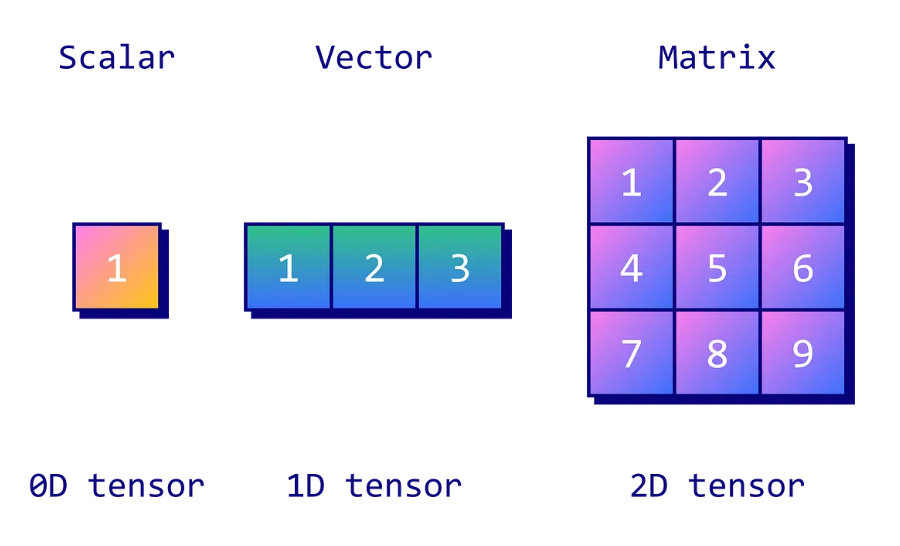 Scalar Vector Matrix
1 2 3
1 1 2 3 4 5 6
7 8 9
0D tensor 1D tensor 2D tensor